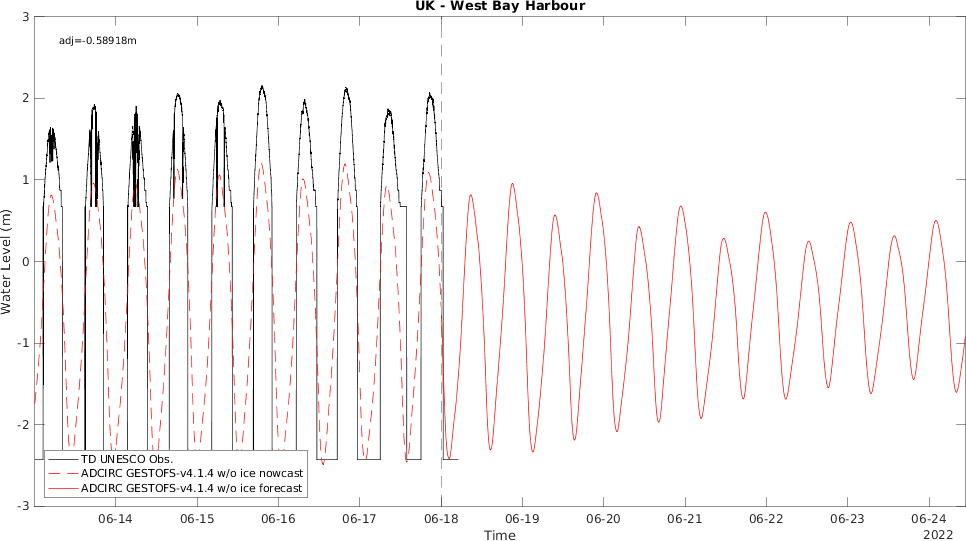 UK - West Bay Harbour
adj=-0.58918m
3
2
1
0
-1
-2
-3
Water Level (m)
TD UNESCO Obs.
ADCIRC GESTOFS-v4.1.4 w/o ice nowcast
ADCIRC GESTOFS-v4.1.4 w/o ice forecast
06-14 06-15 06-16 06-17 06-18 06-19 06-20 06-21 06-22 06-23 06-24
Time
2022